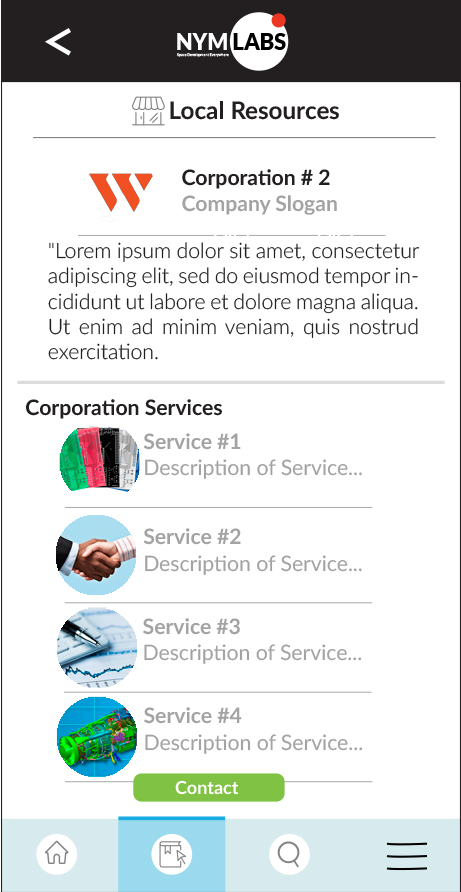 NYMLABS
Space Development Everywhere
Local Resources
Corporation # 2
Company Slogan
"Lorem ipsum dolor sit amet, consectetur
adipiscing elit, sed do eiusmod tempor in-
cididunt ut labore et dolore magna aliqua.
Ut enim ad minim veniam, quis nostrud
exercitation.
Corporation Services
Service #1
Description of Service...
Service #2
Description of Service...
Service #3
Description of Service...
Service #4
Description of Service...
Contact